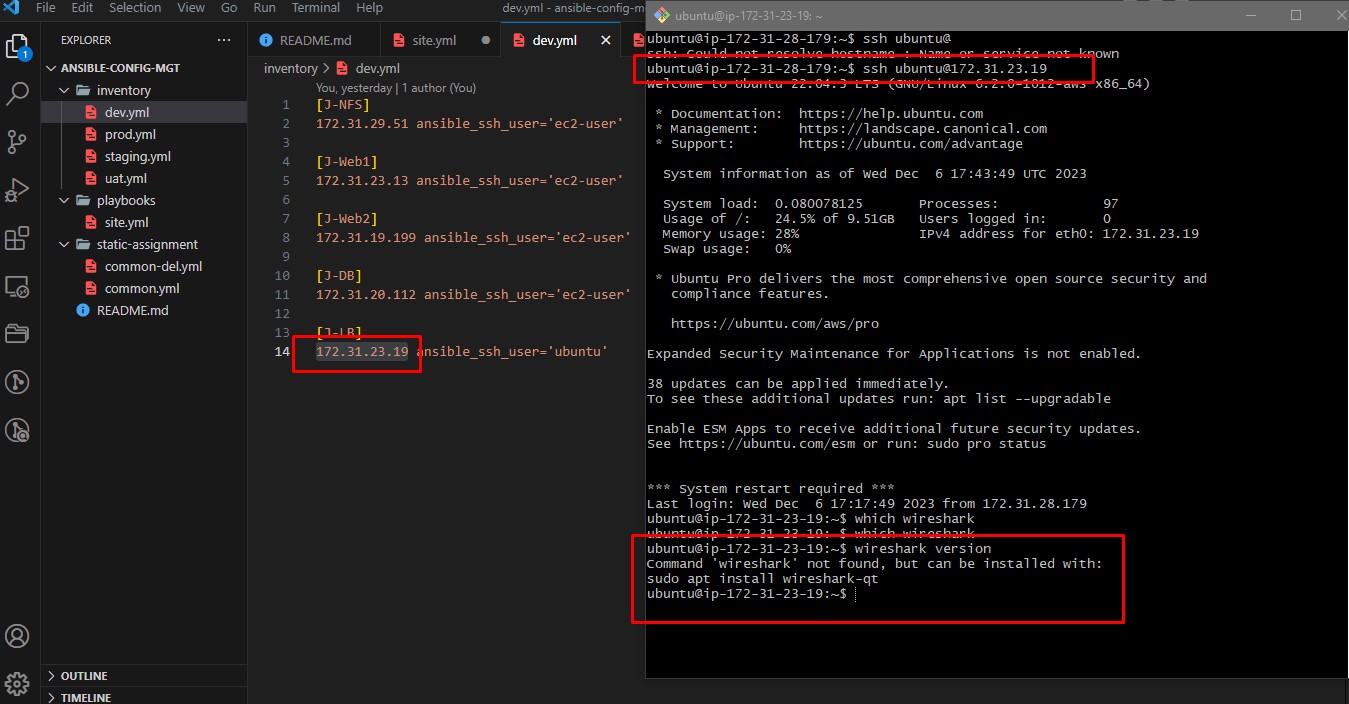 File Edit Selection View Go Run Terminal Help
dev.yml - ansible-config-m
EXPLORER
ANSIBLE-CONFIG-MGT
inventory
dev.yml
prod.yml
staging.yml
uat.yml
playbooks
site.yml
static-assignment
common-del.yml
common.yml
README.md
OUTLINE
TIMELINE
1
README.md
site.yml
dev.yml
inventory > dev.yml
You, yesterday | 1 author (You)
1 [J-NFS]
2 172.31.29.51 ansible_ssh_user='ec2-user'
3
4 [J-Web1]
5 172.31.23.13 ansible_ssh_user='ec2-user'
6
7 [J-Web2]
8 172.31.19.199 ansible_ssh_user='ec2-user'
9
10 [J-DB]
11 172.31.20.112 ansible_ssh_user='ec2-user'
12
13 [J-LB]
14 172.31.23.19 ansible_ssh_user='ubuntu'
ubuntu@ip-172-31-23-19: ~
ubuntu@ip-172-31-28-179:~$ ssh ubuntu@
ssh: Could not resolve hostname : Name or service not known
ubuntu@ip-172-31-28-179:~$ ssh ubuntu@172.31.23.19
Welcome to Ubuntu 22.04.3 LTS (GNU/Linux 6.2.0-1012-aws x86_64)
* Documentation: https://help.ubuntu.com
* Management: https://landscape.canonical.com
* Support: https://ubuntu.com/advantage
System information as of Wed Dec 6 17:43:49 UTC 2023
System load: 0.080078125 Processes: 97
Usage of /: 24.5% of 9.51GB Users logged in: 0
Memory usage: 28% IPv4 address for eth0: 172.31.23.19
Swap usage: 0%
* Ubuntu Pro delivers the most comprehensive open source security and
compliance features.
https://ubuntu.com/aws/pro
Expanded Security Maintenance for Applications is not enabled.
38 updates can be applied immediately.
To see these additional updates run: apt list --upgradable
Enable ESM Apps to receive additional future security updates.
See https://ubuntu.com/esm or run: sudo pro status
*** System restart required ***
Last login: Wed Dec 6 17:17:49 2023 from 172.31.28.179
ubuntu@ip-172-31-23-19:~$ which wireshark
ubuntu@ip-172-31-23-19:~$ which wireshark
ubuntu@ip-172-31-23-19:~$ wireshark version
Command 'wireshark' not found, but can be installed with:
sudo apt install wireshark-qt
ubuntu@ip-172-31-23-19:~$